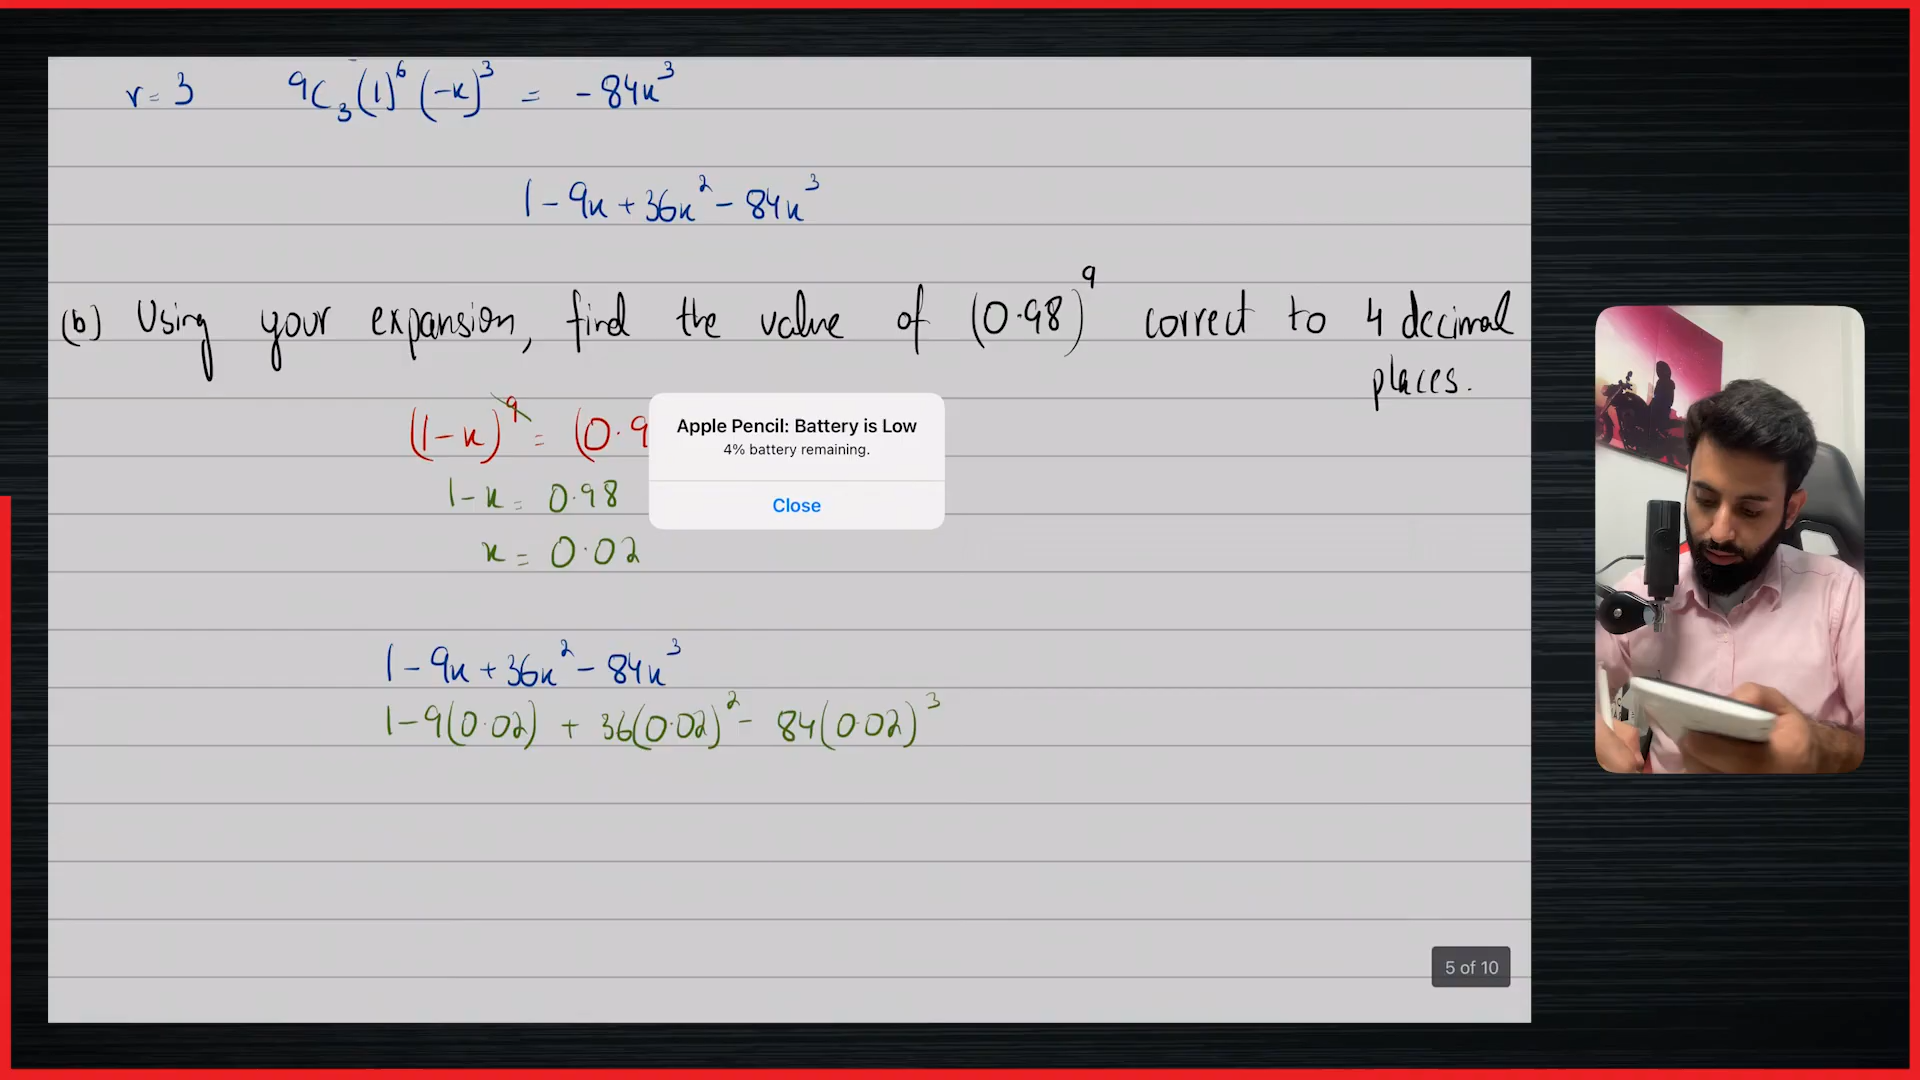 r = 3 9C₃(1)⁶(-x)³ = -84x³
1 - 9x + 36x² - 84x³
(b) Using your expansion, find the value of (0.98)⁹ correct to 4 decimal
places.
(1-x)⁹ = (0.9
1-x = 0.98
x = 0.02
Apple Pencil: Battery is Low
4% battery remaining.
Close
1 - 9x + 36x² - 84x³
1 - 9(0.02) + 36(0.02)² - 84(0.02)³
5 of 10